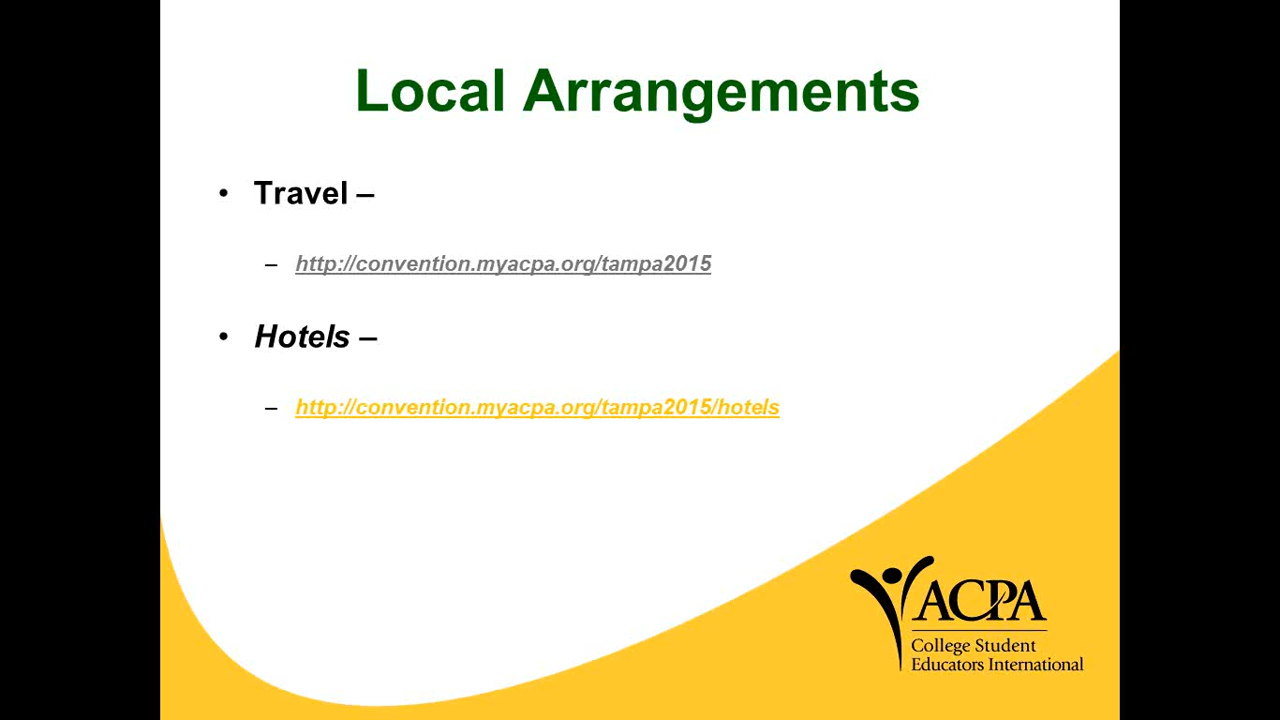 Local Arrangements
• Travel –
– http://convention.myacpa.org/tampa2015
• Hotels –
– http://convention.myacpa.org/tampa2015/hotels
ACPA
College Student
Educators International